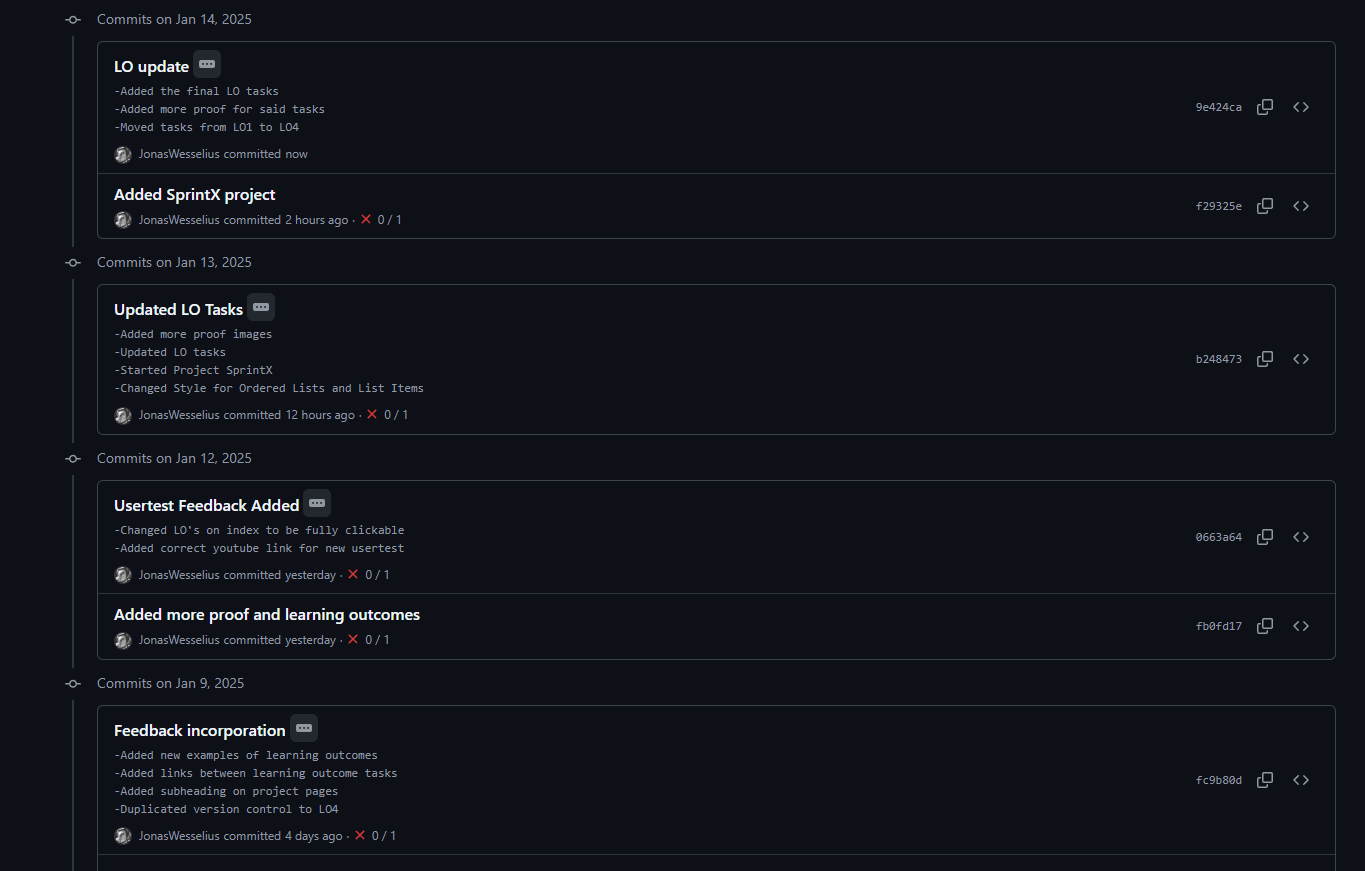 Commits on Jan 14, 2025
LO update
-Added the final LO tasks
-Added more proof for said tasks
-Moved tasks from LO1 to LO4
9e424ca
JonasWesselius committed now
Added SprintX project
f29325e
JonasWesselius committed 2 hours ago · 0 / 1
Commits on Jan 13, 2025
Updated LO Tasks
-Added more proof images
-Updated LO tasks
-Started Project SprintX
-Changed Style for Ordered Lists and List Items
b248473
JonasWesselius committed 12 hours ago · 0 / 1
Commits on Jan 12, 2025
Usertest Feedback Added
-Changed LO's on index to be fully clickable
-Added correct youtube link for new usertest
0663a64
JonasWesselius committed yesterday · 0 / 1
Added more proof and learning outcomes
fb0fd17
JonasWesselius committed yesterday · 0 / 1
Commits on Jan 9, 2025
Feedback incorporation
-Added new examples of learning outcomes
-Added links between learning outcome tasks
-Added subheading on project pages
-Duplicated version control to LO4
fc9b80d
JonasWesselius committed 4 days ago · 0 / 1